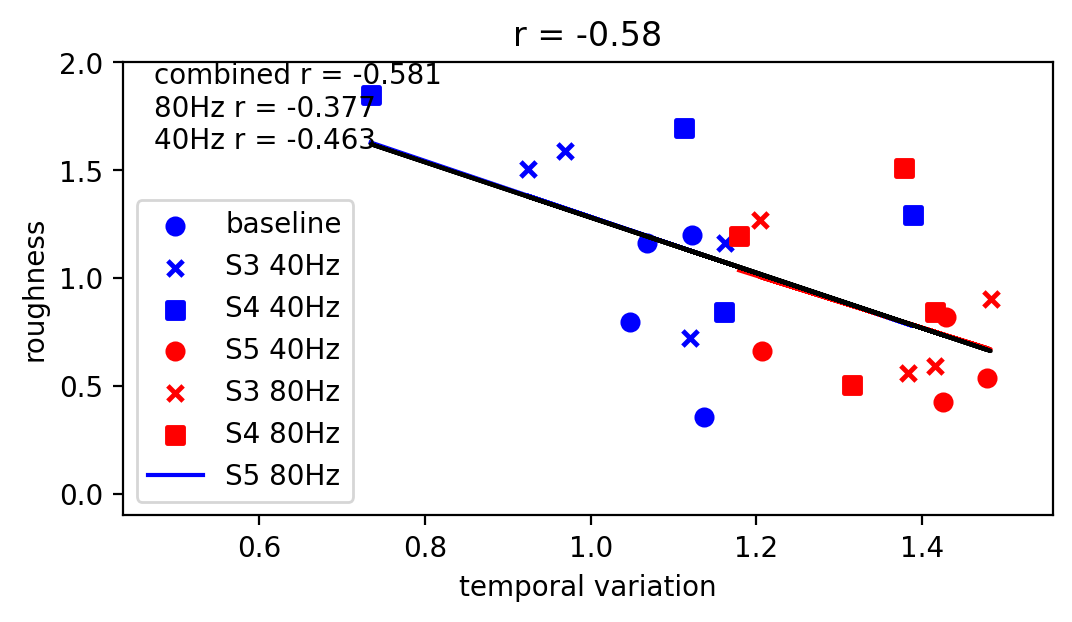 r = -0.58
combined r = -0.581
80Hz r = -0.377
40Hz r = -0.463
baseline
S3 40Hz
S4 40Hz
S5 40Hz
S3 80Hz
S4 80Hz
S5 80Hz
2.0
1.5
1.0
0.5
0.0
roughness
0.6 0.8 1.0 1.2 1.4
temporal variation